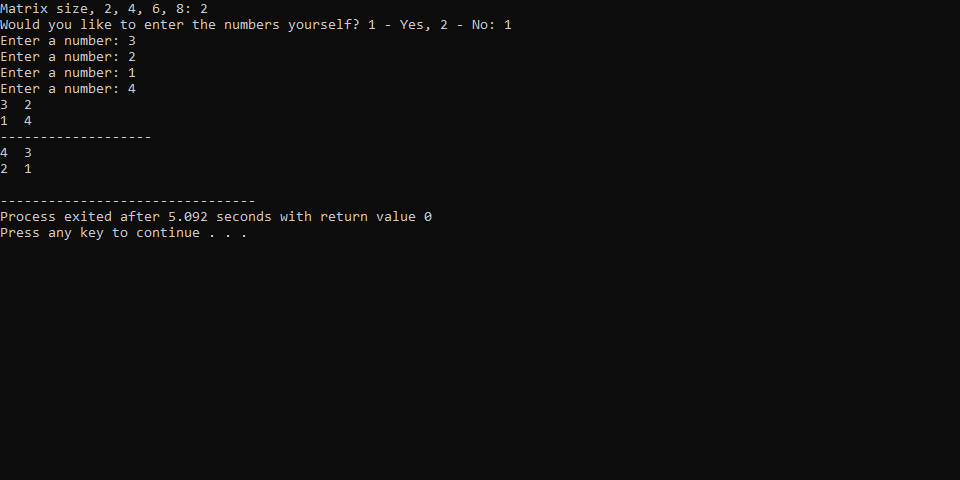 Matrix size, 2, 4, 6, 8: 2
Would you like to enter the numbers yourself? 1 - Yes, 2 - No: 1
Enter a number: 3
Enter a number: 2
Enter a number: 1
Enter a number: 4
3  2
1  4
-------------------
4  3
2  1

--------------------------------
Process exited after 5.092 seconds with return value 0
Press any key to continue . . .